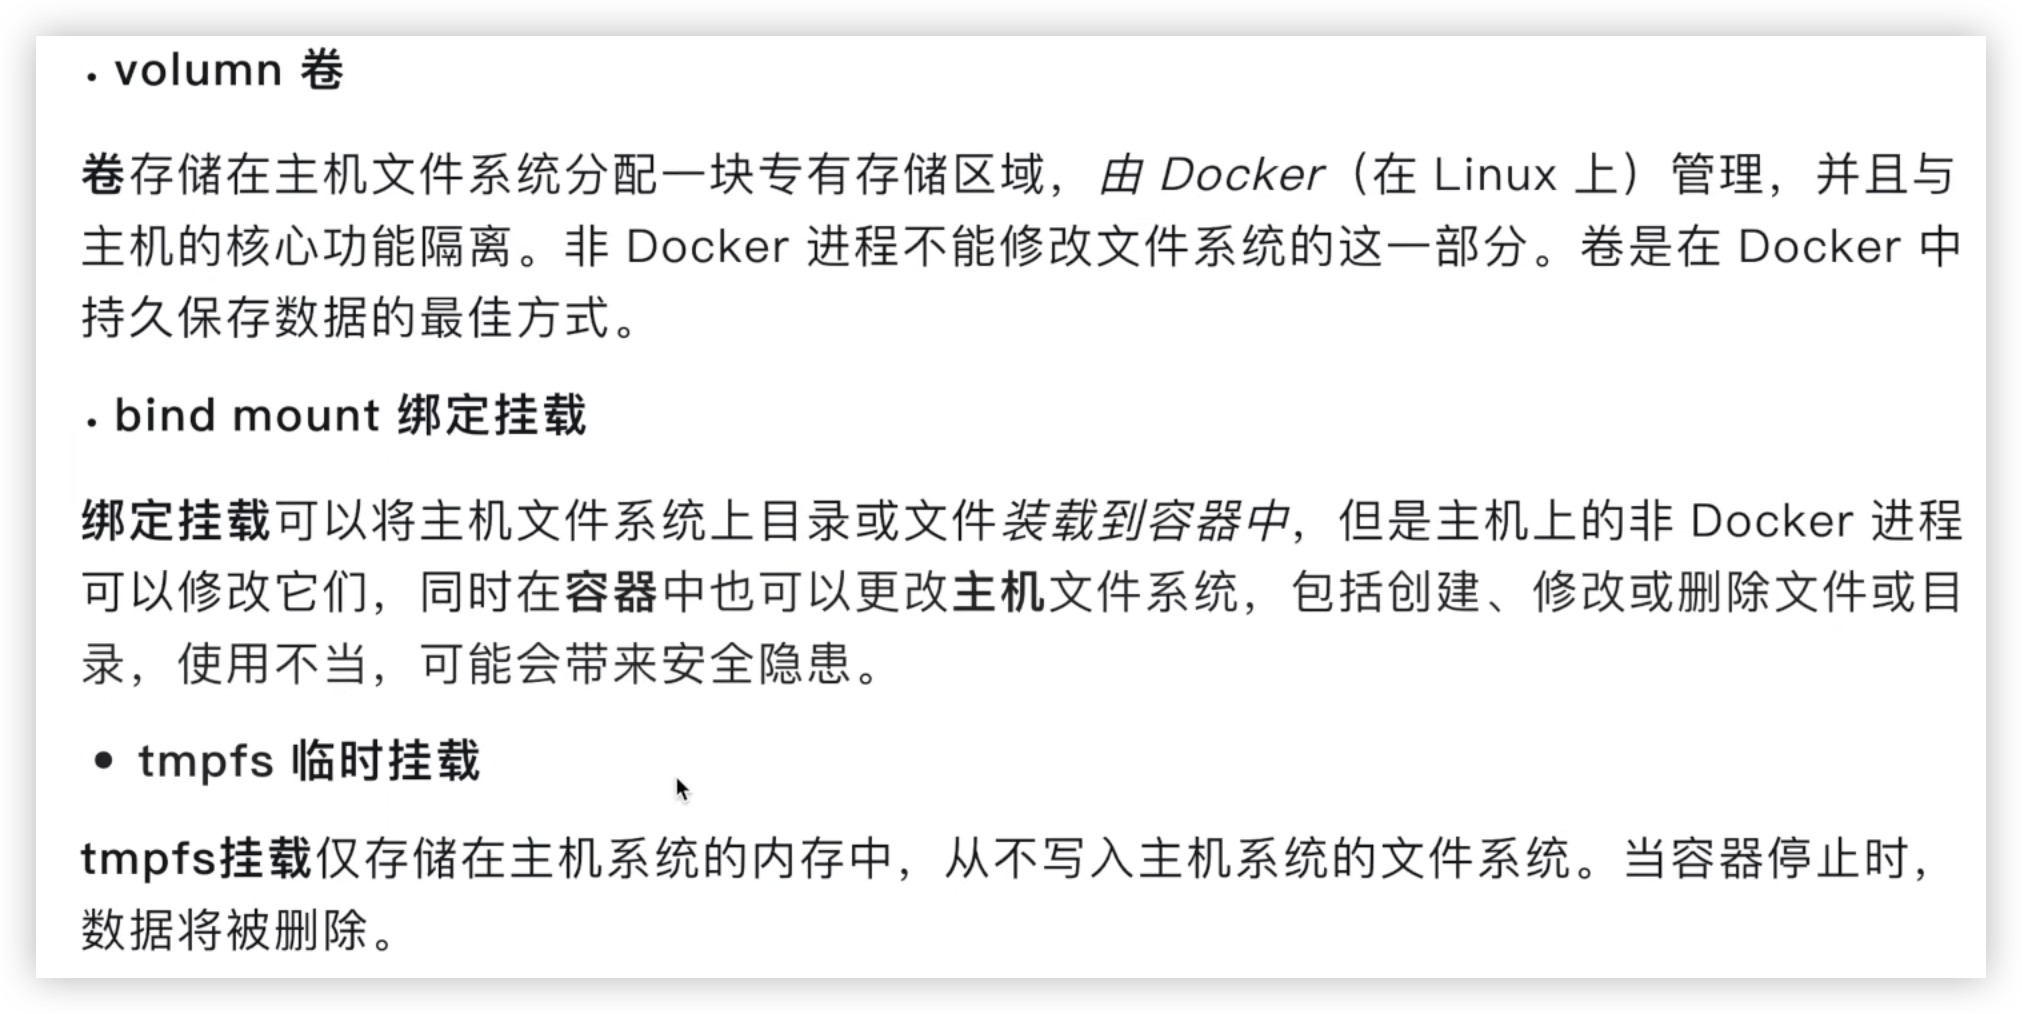 • volumn 卷
卷存储在主机文件系统分配一块专有存储区域，由 Docker（在 Linux 上）管理，并且与
主机的核心功能隔离。非 Docker 进程不能修改文件系统的这一部分。卷是在 Docker 中
持久保存数据的最佳方式。
• bind mount 绑定挂载
绑定挂载可以将主机文件系统上目录或文件装载到容器中，但是主机上的非 Docker 进程
可以修改它们，同时在容器中也可以更改主机文件系统，包括创建、修改或删除文件或目
录，使用不当，可能会带来安全隐患。
• tmpfs 临时挂载
tmpfs挂载仅存储在主机系统的内存中，从不写入主机系统的文件系统。当容器停止时，
数据将被删除。